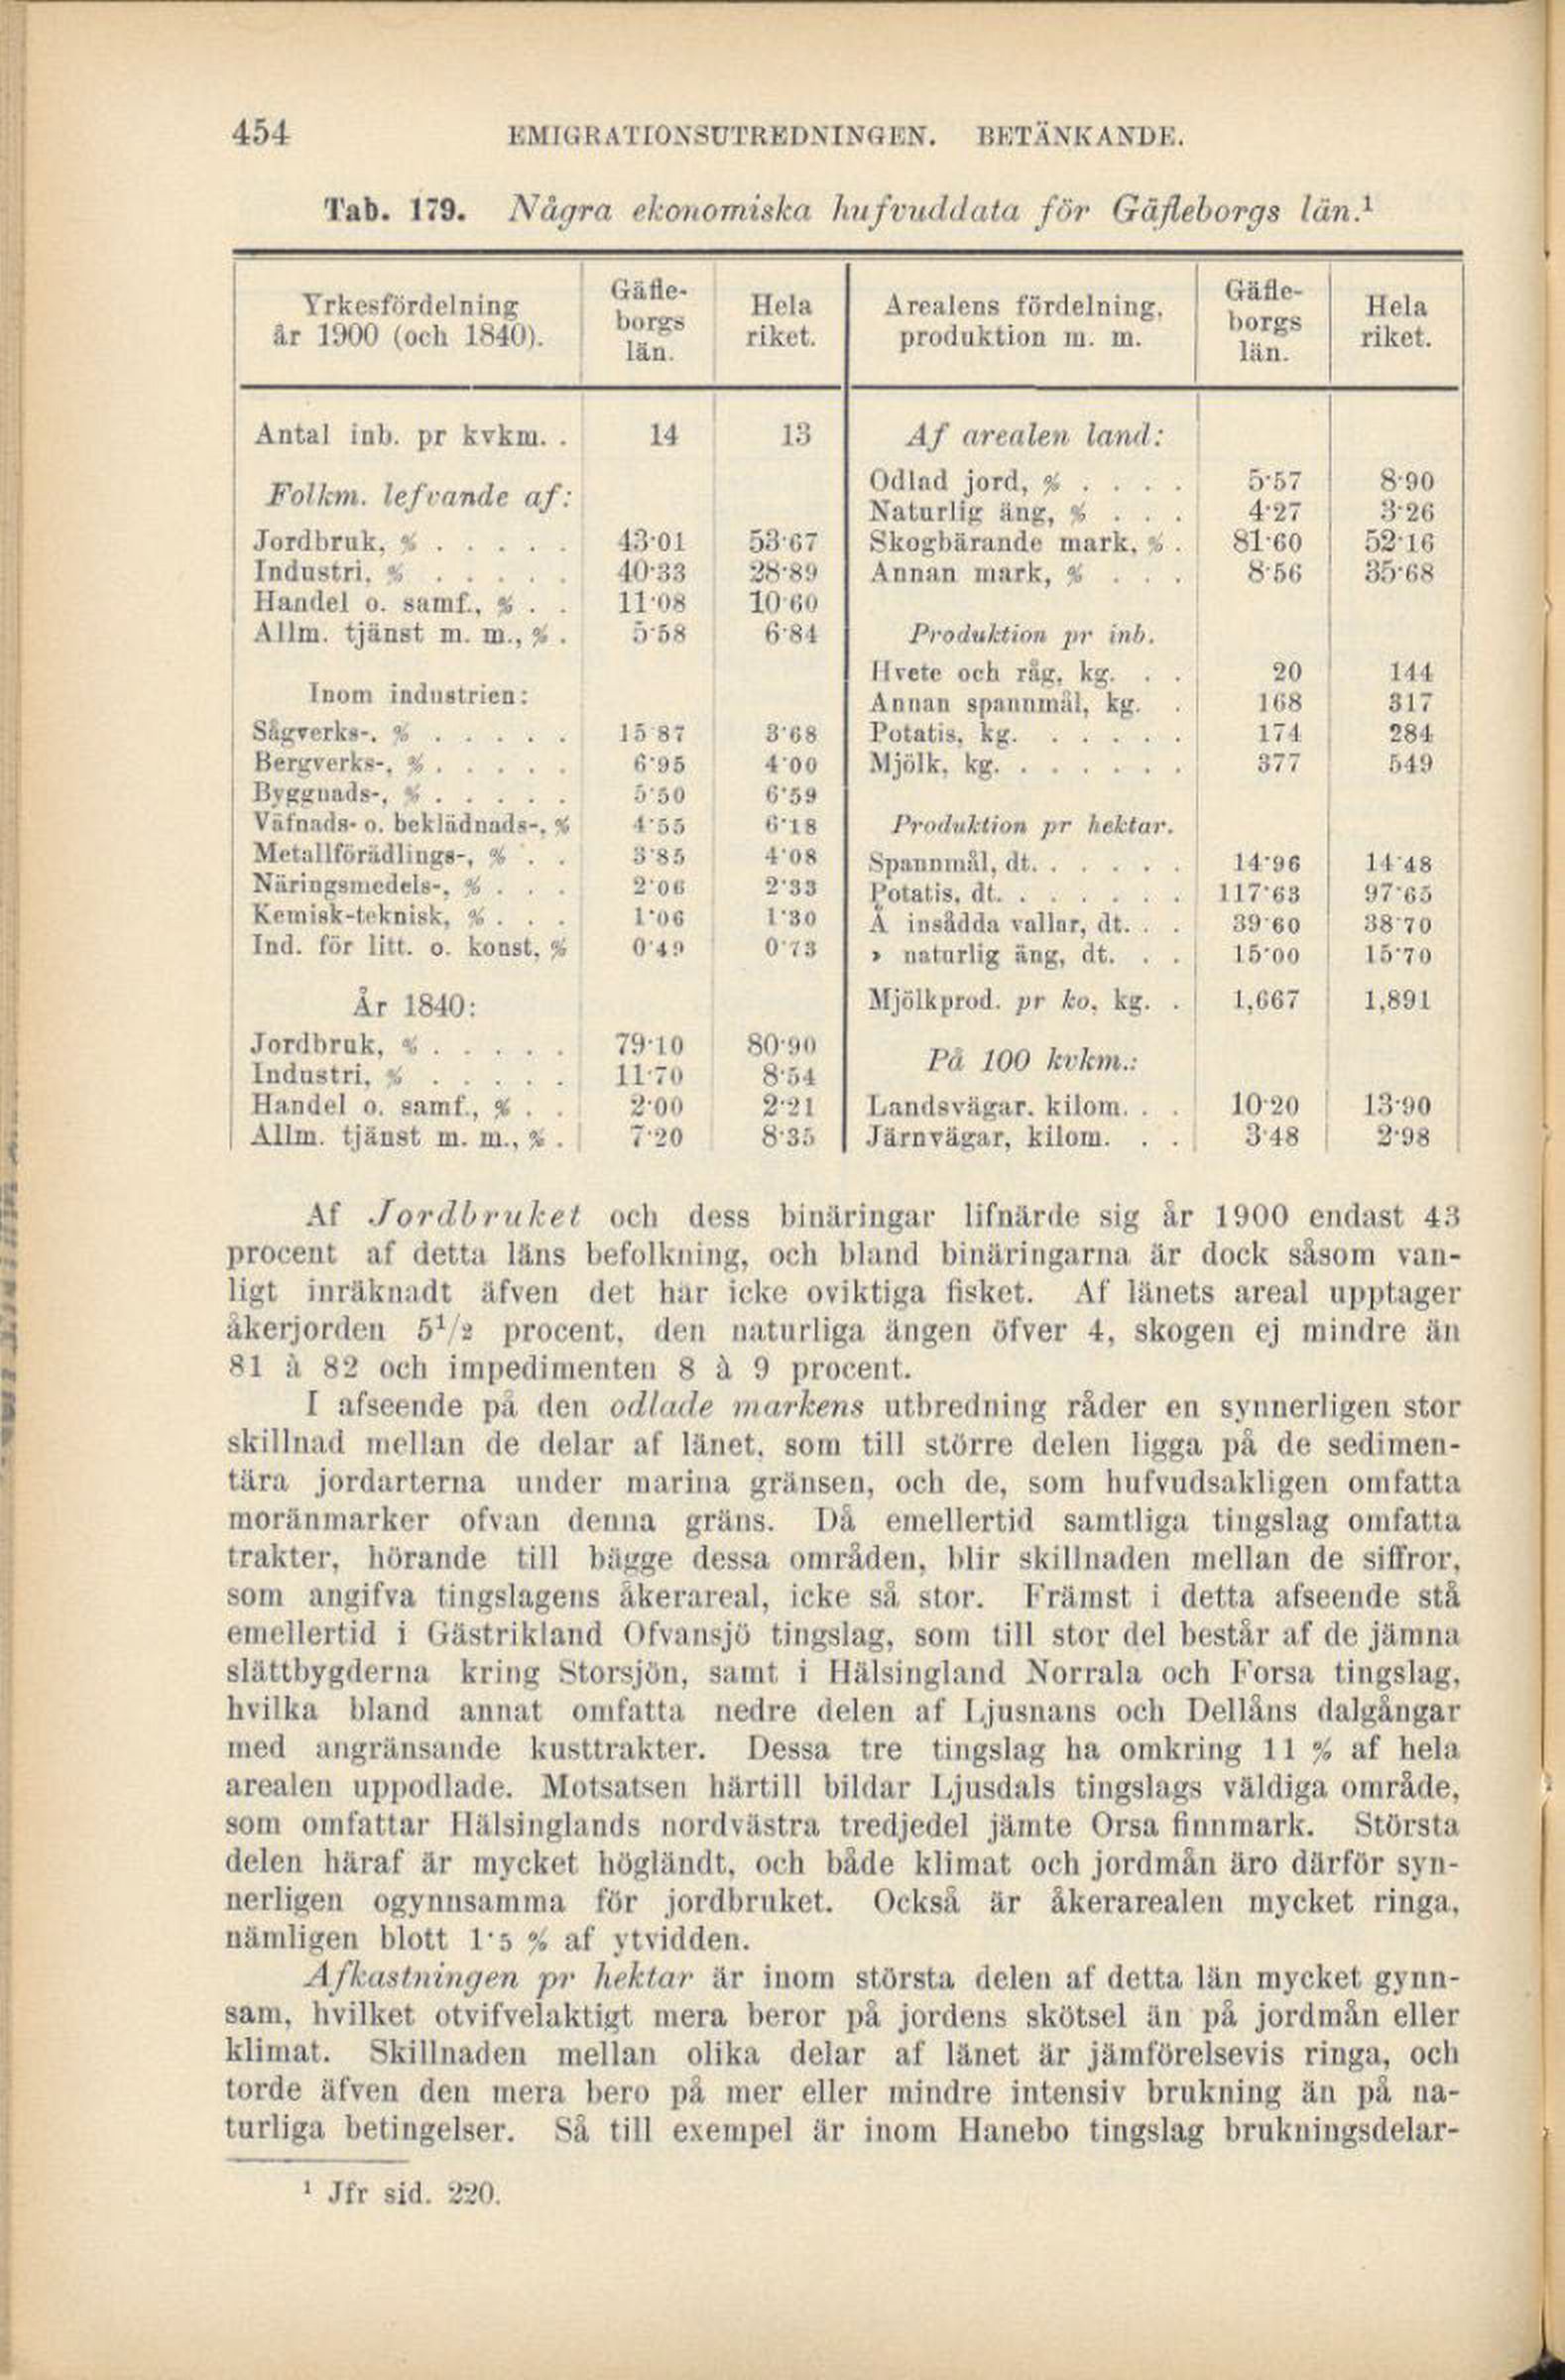 454 EMIGRATIONSUTREDNINGEN. BETÄNKANDE.
Tab. 179. Några ekonomiska hufvuddata för Gäfleborgs län.¹
Yrkesfördelning år 1900 (och 1840).
Gäfle-borgs län.
Hela riket.
Antal inb. pr kvkm. . 14 13
Folkm. lefvande af:
Jordbruk, % . . . . . 43·01 53·67
Industri, % . . . . . 40·33 28·89
Handel o. samf., % . . 11·08 10·60
Allm. tjänst m. m., % . 5·58 6·84
Inom industrien:
Sågverks-, % . . . . . 15·87 3·68
Bergverks-, % . . . . . 6·95 4·00
Byggnads-, % . . . . . 5·50 6·59
Väfnads- o. beklädnads-, % 4·55 6·18
Metallförädlings-, % . . 3·85 4·08
Näringsmedels-, % . . . 2·06 2·33
Kemisk-teknisk, % . . . 1·06 1·30
Ind. för litt. o. konst, % 0·49 0·73
År 1840:
Jordbruk, % . . . . . 79·10 80·90
Industri, % . . . . . 11·70 8·54
Handel o. samf., % . . 2·00 2·21
Allm. tjänst m. m., % . 7·20 8·35
Arealens fördelning, produktion m. m.
Gäfle-borgs län.
Hela riket.
Af arealen land:
Odlad jord, % . . . . 5·57 8·90
Naturlig äng, % . . . 4·27 3·26
Skogbärande mark, % . 81·60 52·16
Annan mark, % . . . 8·56 35·68
Produktion pr inb.
Hvete och råg, kg. . . 20 144
Annan spannmål, kg. . 168 317
Potatis, kg. . . . . . 174 284
Mjölk, kg. . . . . . . 377 549
Produktion pr hektar.
Spannmål, dt. . . . . . 14·96 14·48
Potatis, dt. . . . . . . 117·63 97·65
Å insådda vallar, dt. . . 39·60 38·70
» naturlig äng, dt. . . 15·00 15·70
Mjölkprod. pr ko, kg. . 1,667 1,891
På 100 kvkm.:
Landsvägar, kilom. . . 10·20 13·90
Järnvägar, kilom. . . 3·48 2·98
Af Jordbruket och dess binäringar lifnärde sig år 1900 endast 43
procent af detta läns befolkning, och bland binäringarna är dock såsom van-
ligt inräknadt äfven det här icke oviktiga fisket. Af länets areal upptager
åkerjorden 5¹/₂ procent, den naturliga ängen öfver 4, skogen ej mindre än
81 à 82 och impedimenten 8 à 9 procent.
I afseende på den odlade markens utbredning råder en synnerligen stor
skillnad mellan de delar af länet, som till större delen ligga på de sedimen-
tära jordarterna under marina gränsen, och de, som hufvudsakligen omfatta
moränmarker ofvan denna gräns. Då emellertid samtliga tingslag omfatta
trakter, hörande till bägge dessa områden, blir skillnaden mellan de siffror,
som angifva tingslagens åkerareal, icke så stor. Främst i detta afseende stå
emellertid i Gästrikland Ofvansjö tingslag, som till stor del består af de jämna
slättbygderna kring Storsjön, samt i Hälsingland Norrala och Forsa tingslag,
hvilka bland annat omfatta nedre delen af Ljusnans och Dellåns dalgångar
med angränsande kusttrakter. Dessa tre tingslag ha omkring 11 % af hela
arealen uppodlade. Motsatsen härtill bildar Ljusdals tingslags väldiga område,
som omfattar Hälsinglands nordvästra tredjedel jämte Orsa finnmark. Största
delen häraf är mycket högländt, och både klimat och jordmån äro därför syn-
nerligen ogynnsamma för jordbruket. Också är åkerarealen mycket ringa,
nämligen blott 1·5 % af ytvidden.
Afkastningen pr hektar är inom största delen af detta län mycket gynn-
sam, hvilket otvifvelaktigt mera beror på jordens skötsel än på jordmån eller
klimat. Skillnaden mellan olika delar af länet är jämförelsevis ringa, och
torde äfven den mera bero på mer eller mindre intensiv brukning än på na-
turliga betingelser. Så till exempel är inom Hanebo tingslag brukningsdelar-
¹ Jfr sid. 220.